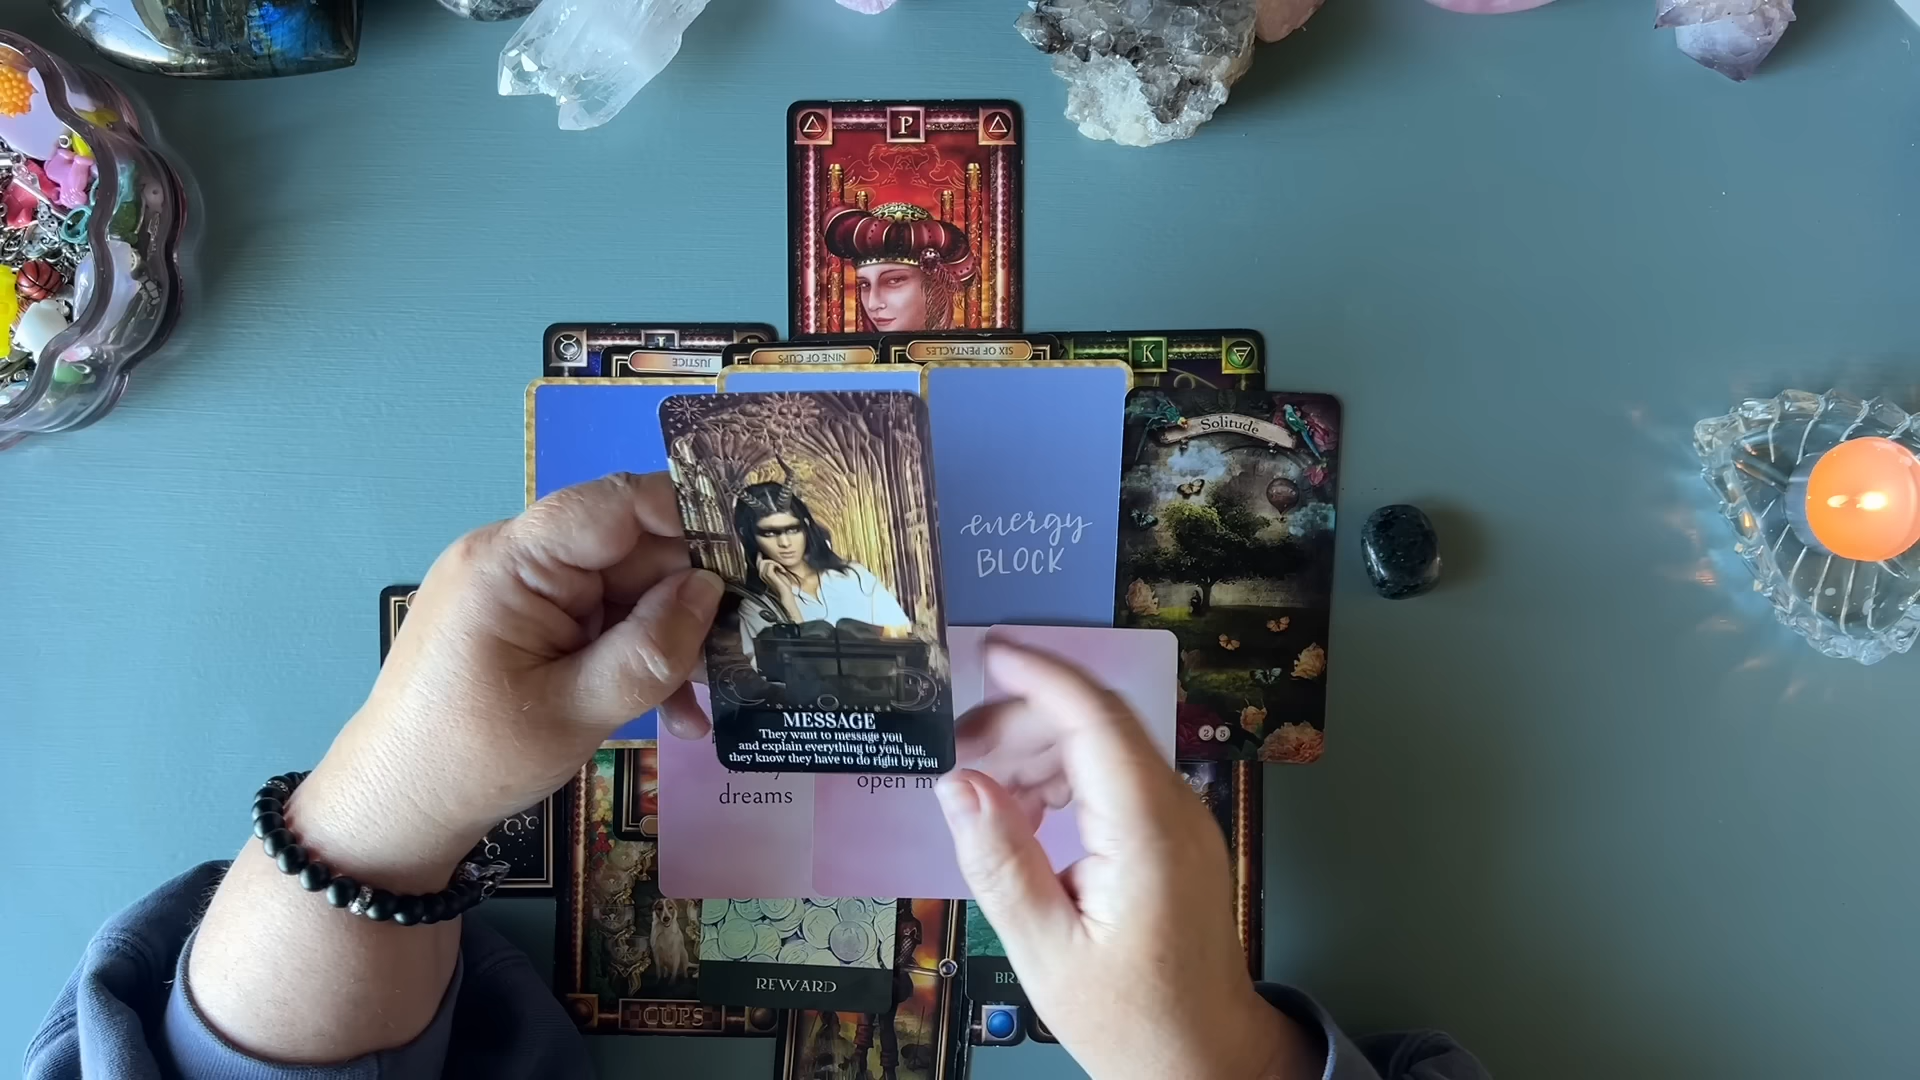 P
K
JUSTICE
NINE OF CUPS
SIX OF PENTACLES
Solitude
energy
BLOCK
25
MESSAGE
They want to message you
and explain everything to you, but,
they know they have to do right by you
dreams
open
REWARD
CUPS